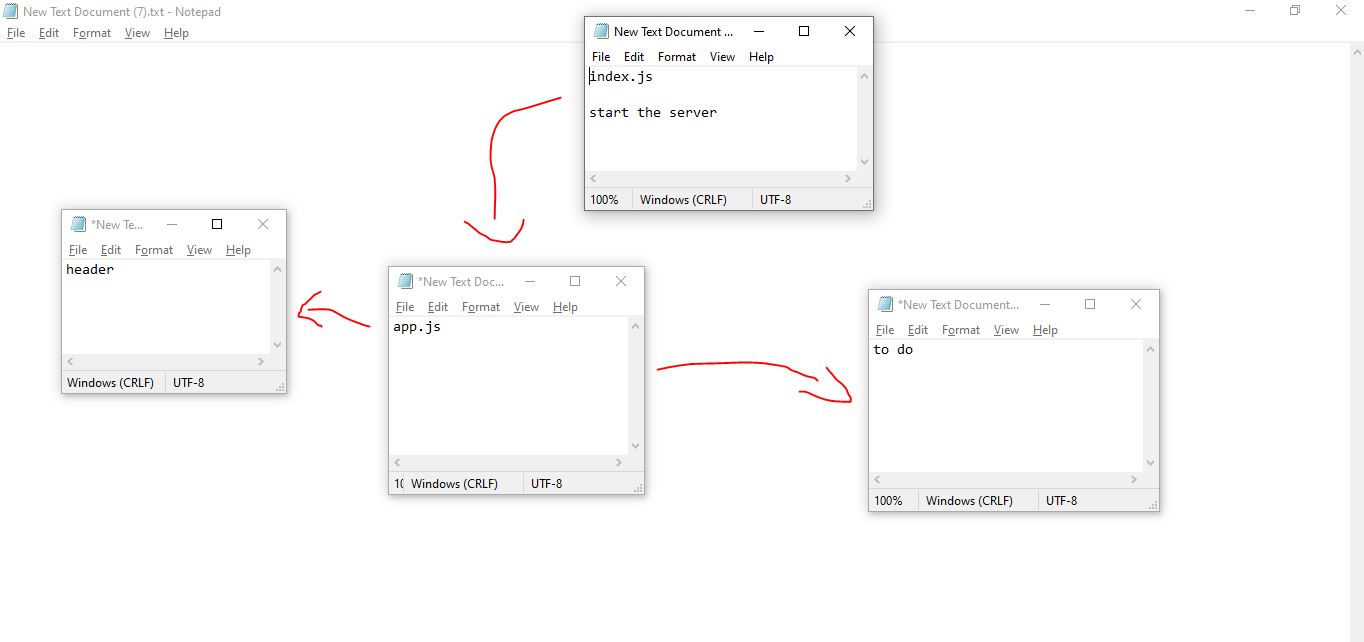 New Text Document (7).txt - Notepad
File Edit Format View Help
New Text Document ...
File Edit Format View Help
index.js
start the server
100% Windows (CRLF) UTF-8
*New Te...
File Edit Format View Help
header
Windows (CRLF) UTF-8
*New Text Doc...
File Edit Format View Help
app.js
10 Windows (CRLF) UTF-8
*New Text Document...
File Edit Format View Help
to do
100% Windows (CRLF) UTF-8